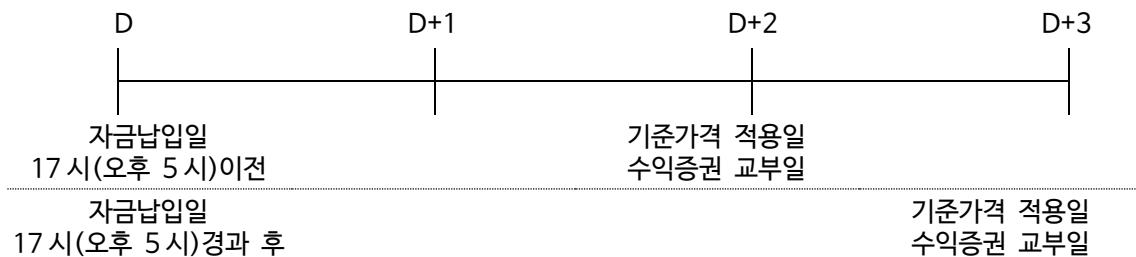 D D+1 D+2 D+3
자금납입일 기준가격 적용일
17시(오후 5시)이전 수익증권 교부일
자금납입일 기준가격 적용일
17시(오후 5시)경과 후 수익증권 교부일